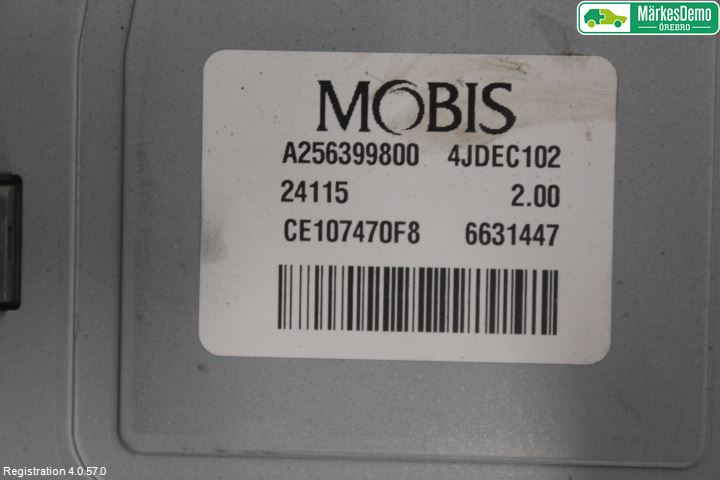 MärkesDemo
ÖREBRO
MOBIS
A256399800 4JDEC102
24115 2.00
CE107470F8 6631447
Registration 4.0.57.0